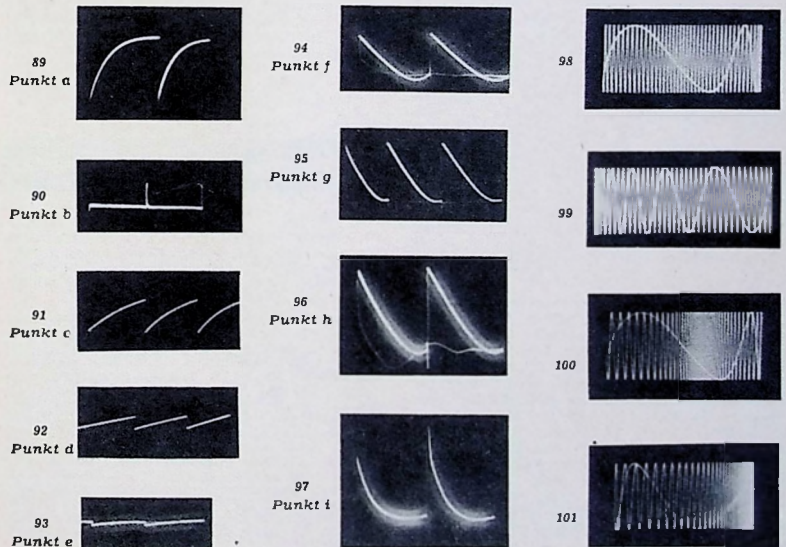 89
Punkt a
90
Punkt b
91
Punkt c
92
Punkt d
93
Punkt e
94
Punkt f
95
Punkt g
96
Punkt h
97
Punkt i
98
99
100
101